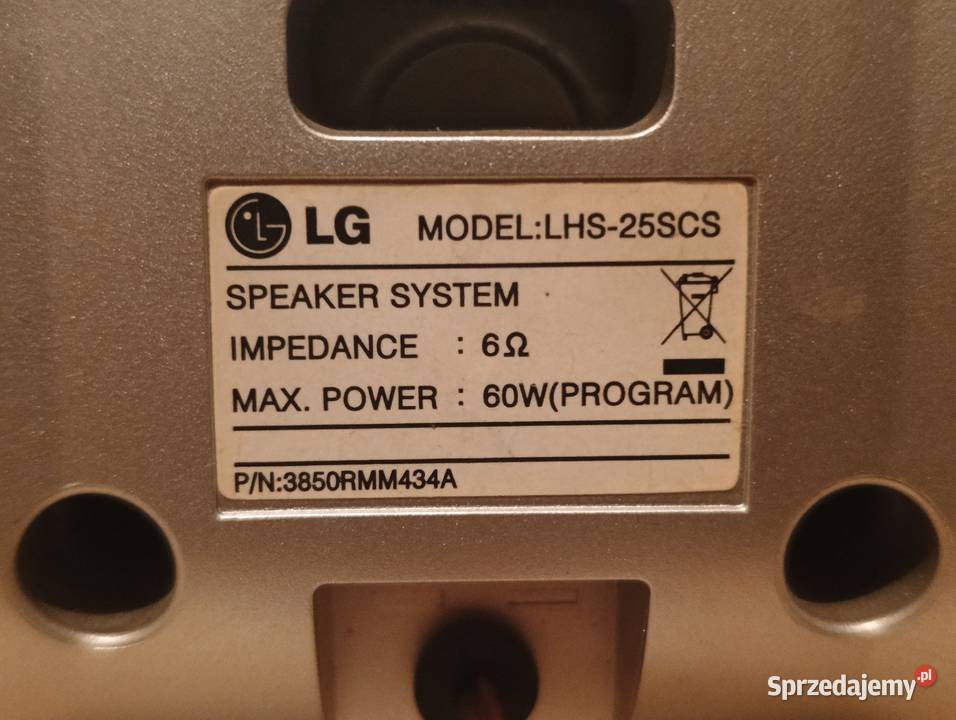 LG MODEL:LHS-25SCS
SPEAKER SYSTEM
IMPEDANCE : 6Ω
MAX. POWER : 60W(PROGRAM)
P/N:3850RMM434A
Sprzedajemy.pl